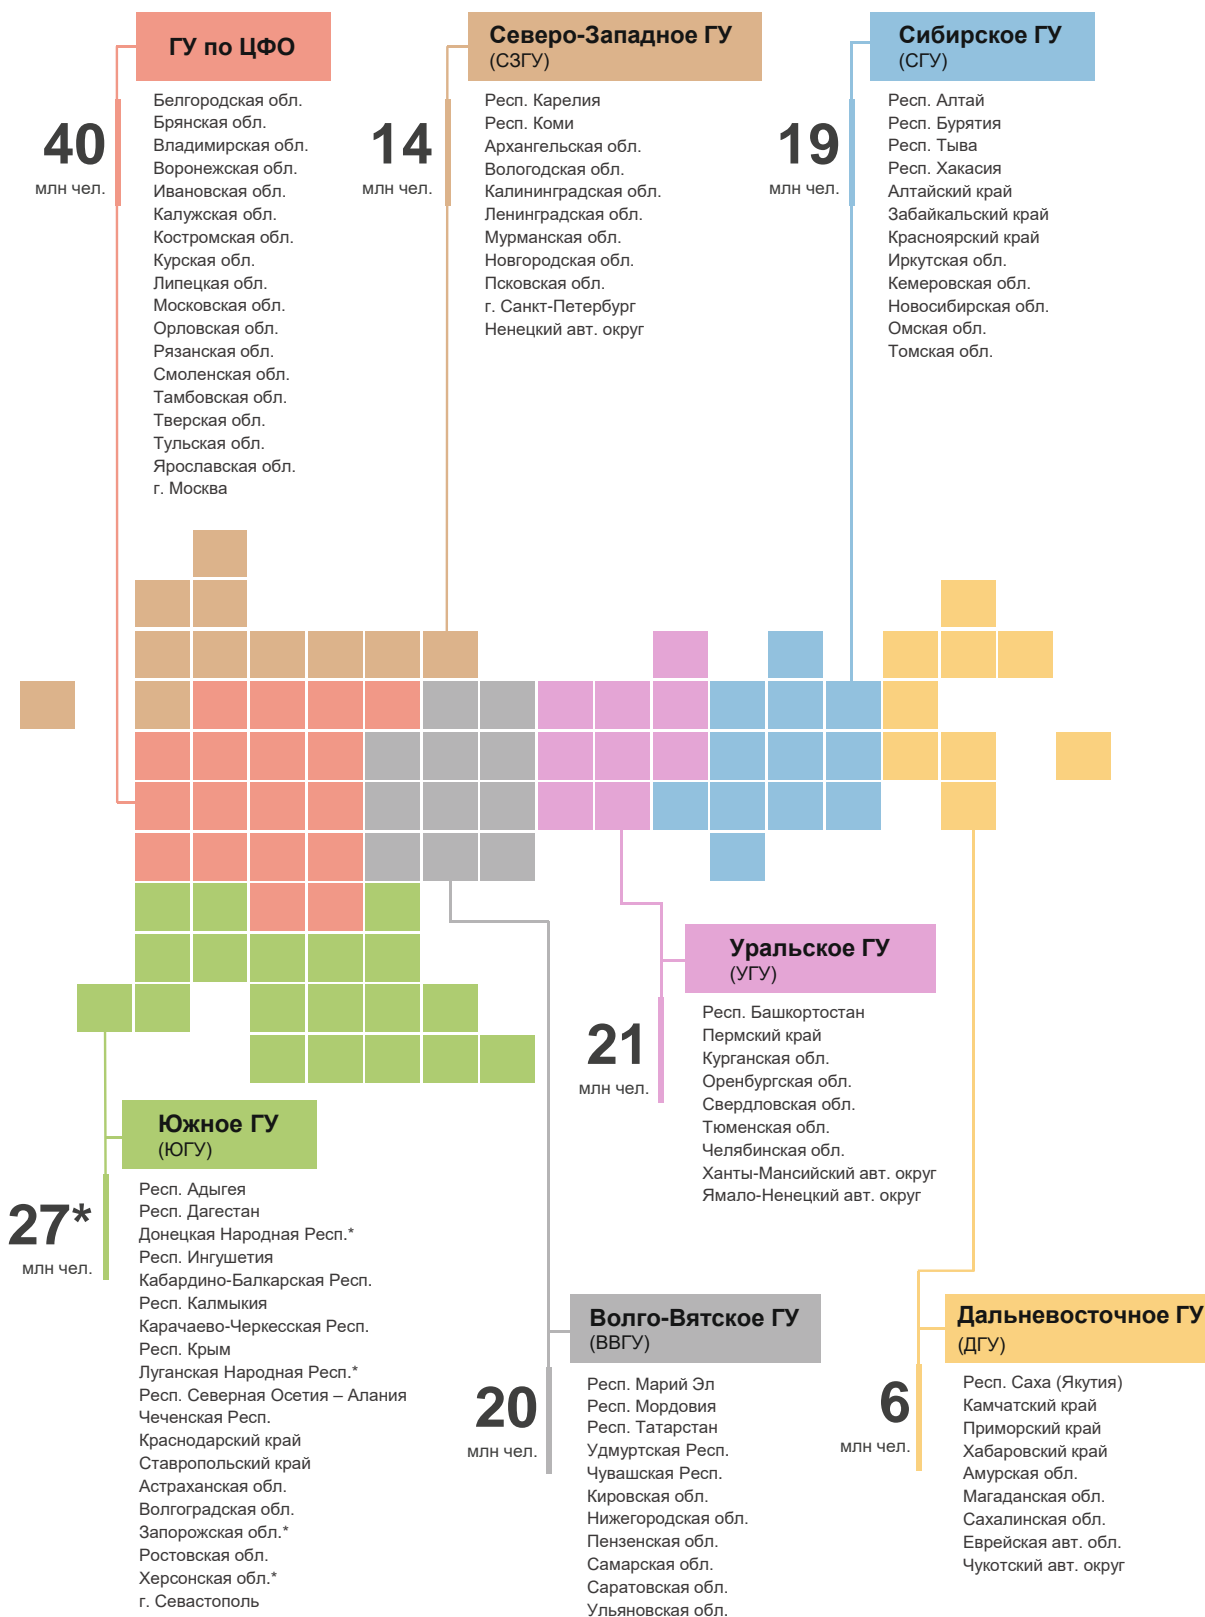 ГУ по ЦФО
40
млн чел.
Белгородская обл.
Брянская обл.
Владимирская обл.
Воронежская обл.
Ивановская обл.
Калужская обл.
Костромская обл.
Курская обл.
Липецкая обл.
Московская обл.
Орловская обл.
Рязанская обл.
Смоленская обл.
Тамбовская обл.
Тверская обл.
Тульская обл.
Ярославская обл.
г. Москва
Северо-Западное ГУ
(СЗГУ)
14
млн чел.
Респ. Карелия
Респ. Коми
Архангельская обл.
Вологодская обл.
Калининградская обл.
Ленинградская обл.
Мурманская обл.
Новгородская обл.
Псковская обл.
г. Санкт-Петербург
Ненецкий авт. округ
Сибирское ГУ
(СГУ)
19
млн чел.
Респ. Алтай
Респ. Бурятия
Респ. Тыва
Респ. Хакасия
Алтайский край
Забайкальский край
Красноярский край
Иркутская обл.
Кемеровская обл.
Новосибирская обл.
Омская обл.
Томская обл.
Уральское ГУ
(УГУ)
21
млн чел.
Респ. Башкортостан
Пермский край
Курганская обл.
Оренбургская обл.
Свердловская обл.
Тюменская обл.
Челябинская обл.
Ханты-Мансийский авт. округ
Ямало-Ненецкий авт. округ
Южное ГУ
(ЮГУ)
27*
млн чел.
Респ. Адыгея
Респ. Дагестан
Донецкая Народная Респ.*
Респ. Ингушетия
Кабардино-Балкарская Респ.
Респ. Калмыкия
Карачаево-Черкесская Респ.
Респ. Крым
Луганская Народная Респ.*
Респ. Северная Осетия – Алания
Чеченская Респ.
Краснодарский край
Ставропольский край
Астраханская обл.
Волгоградская обл.
Запорожская обл.*
Ростовская обл.
Херсонская обл.*
г. Севастополь
Волго-Вятское ГУ
(ВВГУ)
20
млн чел.
Респ. Марий Эл
Респ. Мордовия
Респ. Татарстан
Удмуртская Респ.
Чувашская Респ.
Кировская обл.
Нижегородская обл.
Пензенская обл.
Самарская обл.
Саратовская обл.
Ульяновская обл.
Дальневосточное ГУ
(ДГУ)
6
млн чел.
Респ. Саха (Якутия)
Камчатский край
Приморский край
Хабаровский край
Амурская обл.
Магаданская обл.
Сахалинская обл.
Еврейская авт. обл.
Чукотский авт. округ